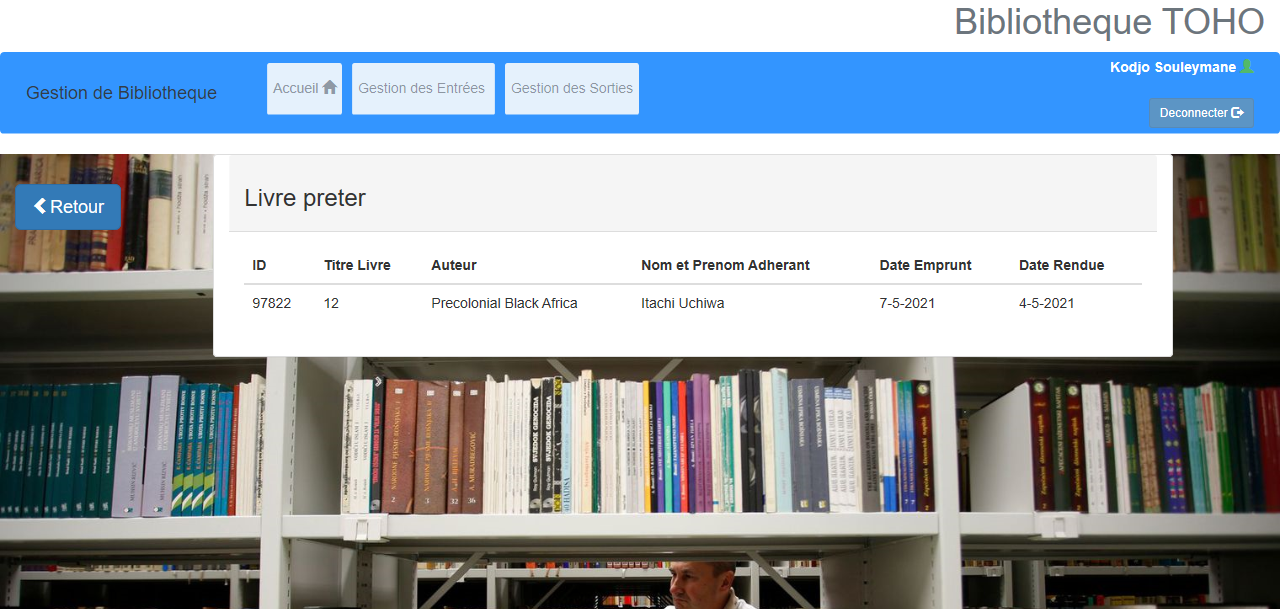 Bibliotheque TOHO
Gestion de Bibliotheque
Accueil
Gestion des Entrées
Gestion des Sorties
Kodjo Souleymane
Deconnecter
Retour
Livre preter
ID Titre Livre Auteur Nom et Prenom Adherant Date Emprunt Date Rendue
97822 12 Precolonial Black Africa Itachi Uchiwa 7-5-2021 4-5-2021